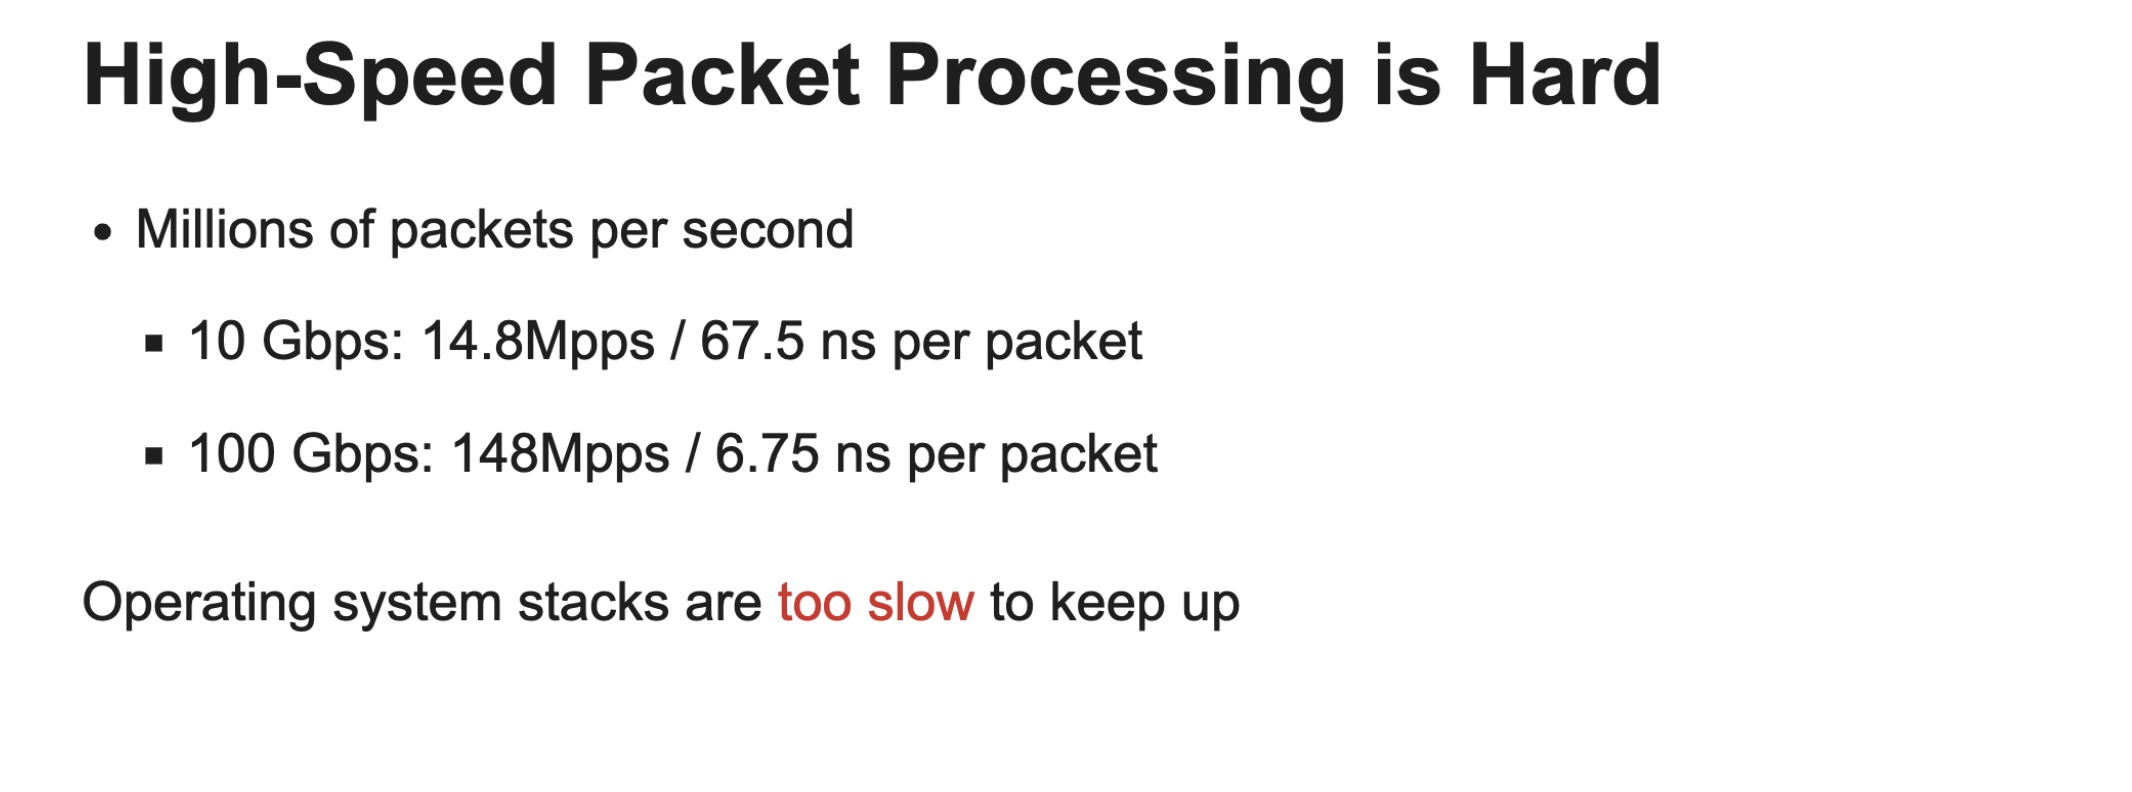 High-Speed Packet Processing is Hard
• Millions of packets per second
▪ 10 Gbps: 14.8Mpps / 67.5 ns per packet
▪ 100 Gbps: 148Mpps / 6.75 ns per packet
Operating system stacks are too slow to keep up